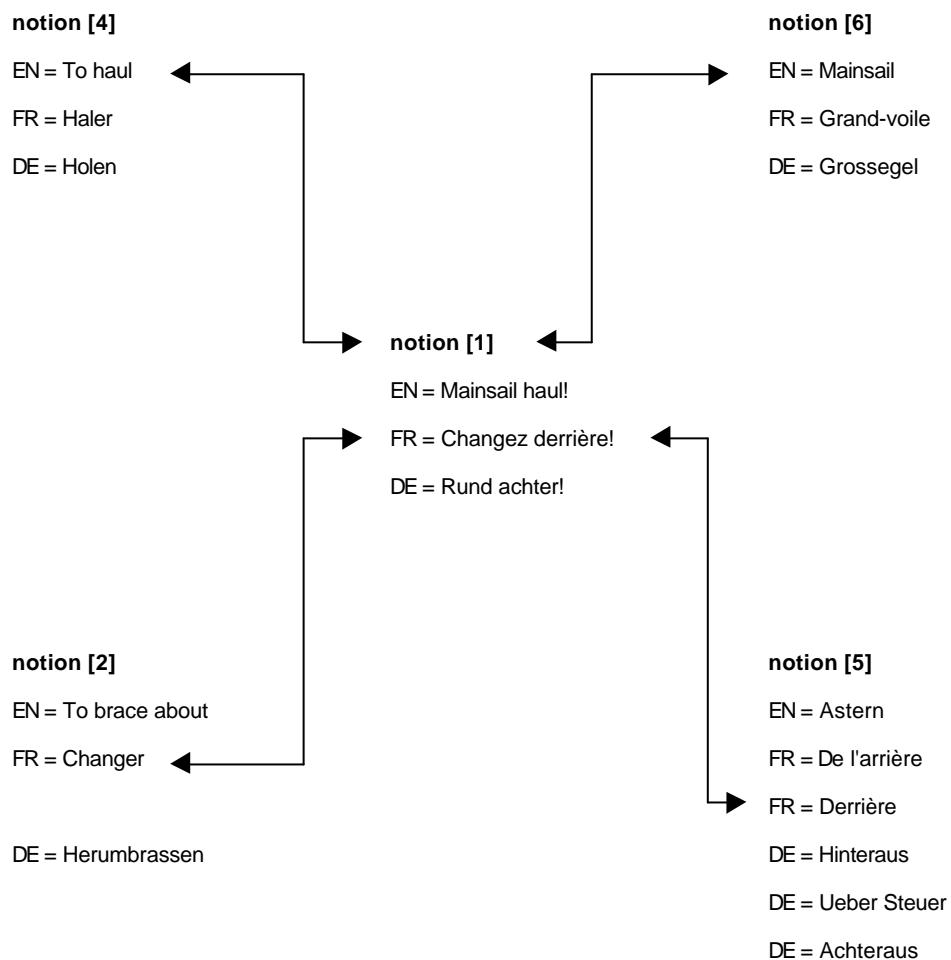 notion [4]
EN = To haul
FR = Haler
DE = Holen
notion [6]
EN = Mainsail
FR = Grand-voile
DE = Grossegel
notion [1]
EN = Mainsail haul!
FR = Changez derrière!
DE = Rund achter!
notion [2]
EN = To brace about
FR = Changer
DE = Herumbrassen
notion [5]
EN = Astern
FR = De l'arrière
FR = Derrière
DE = Hinteraus
DE = Ueber Steuer
DE = Achteraus